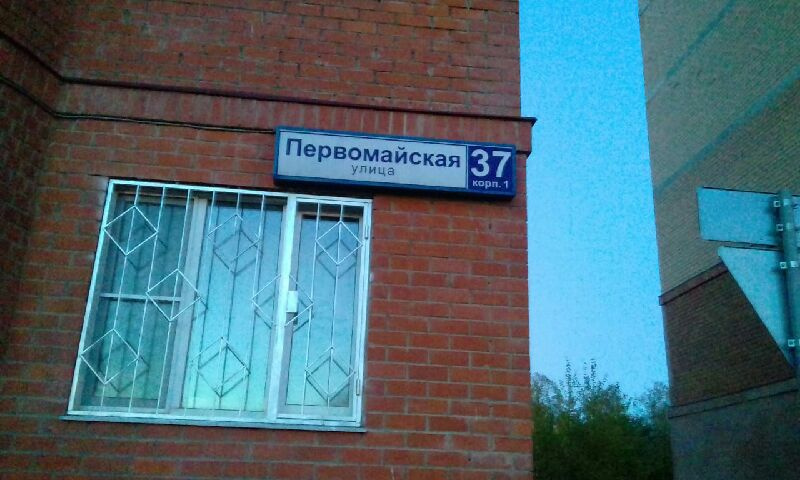 Первомайская
улица
37
корп. 1